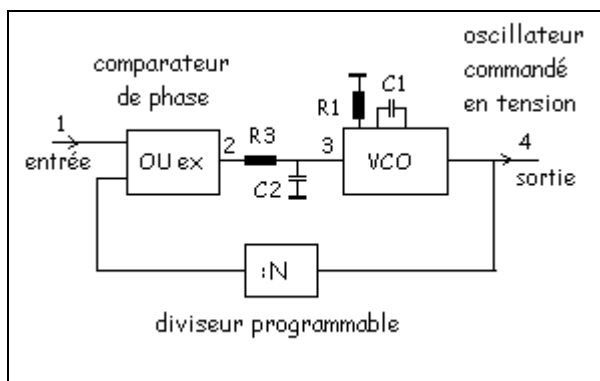 oscillateur
commandé
en tension
comparateur
de phase
C1
R1
1
entrée
OU ex
2
R3
C2
3
VCO
4
sortie
:N
diviseur programmable